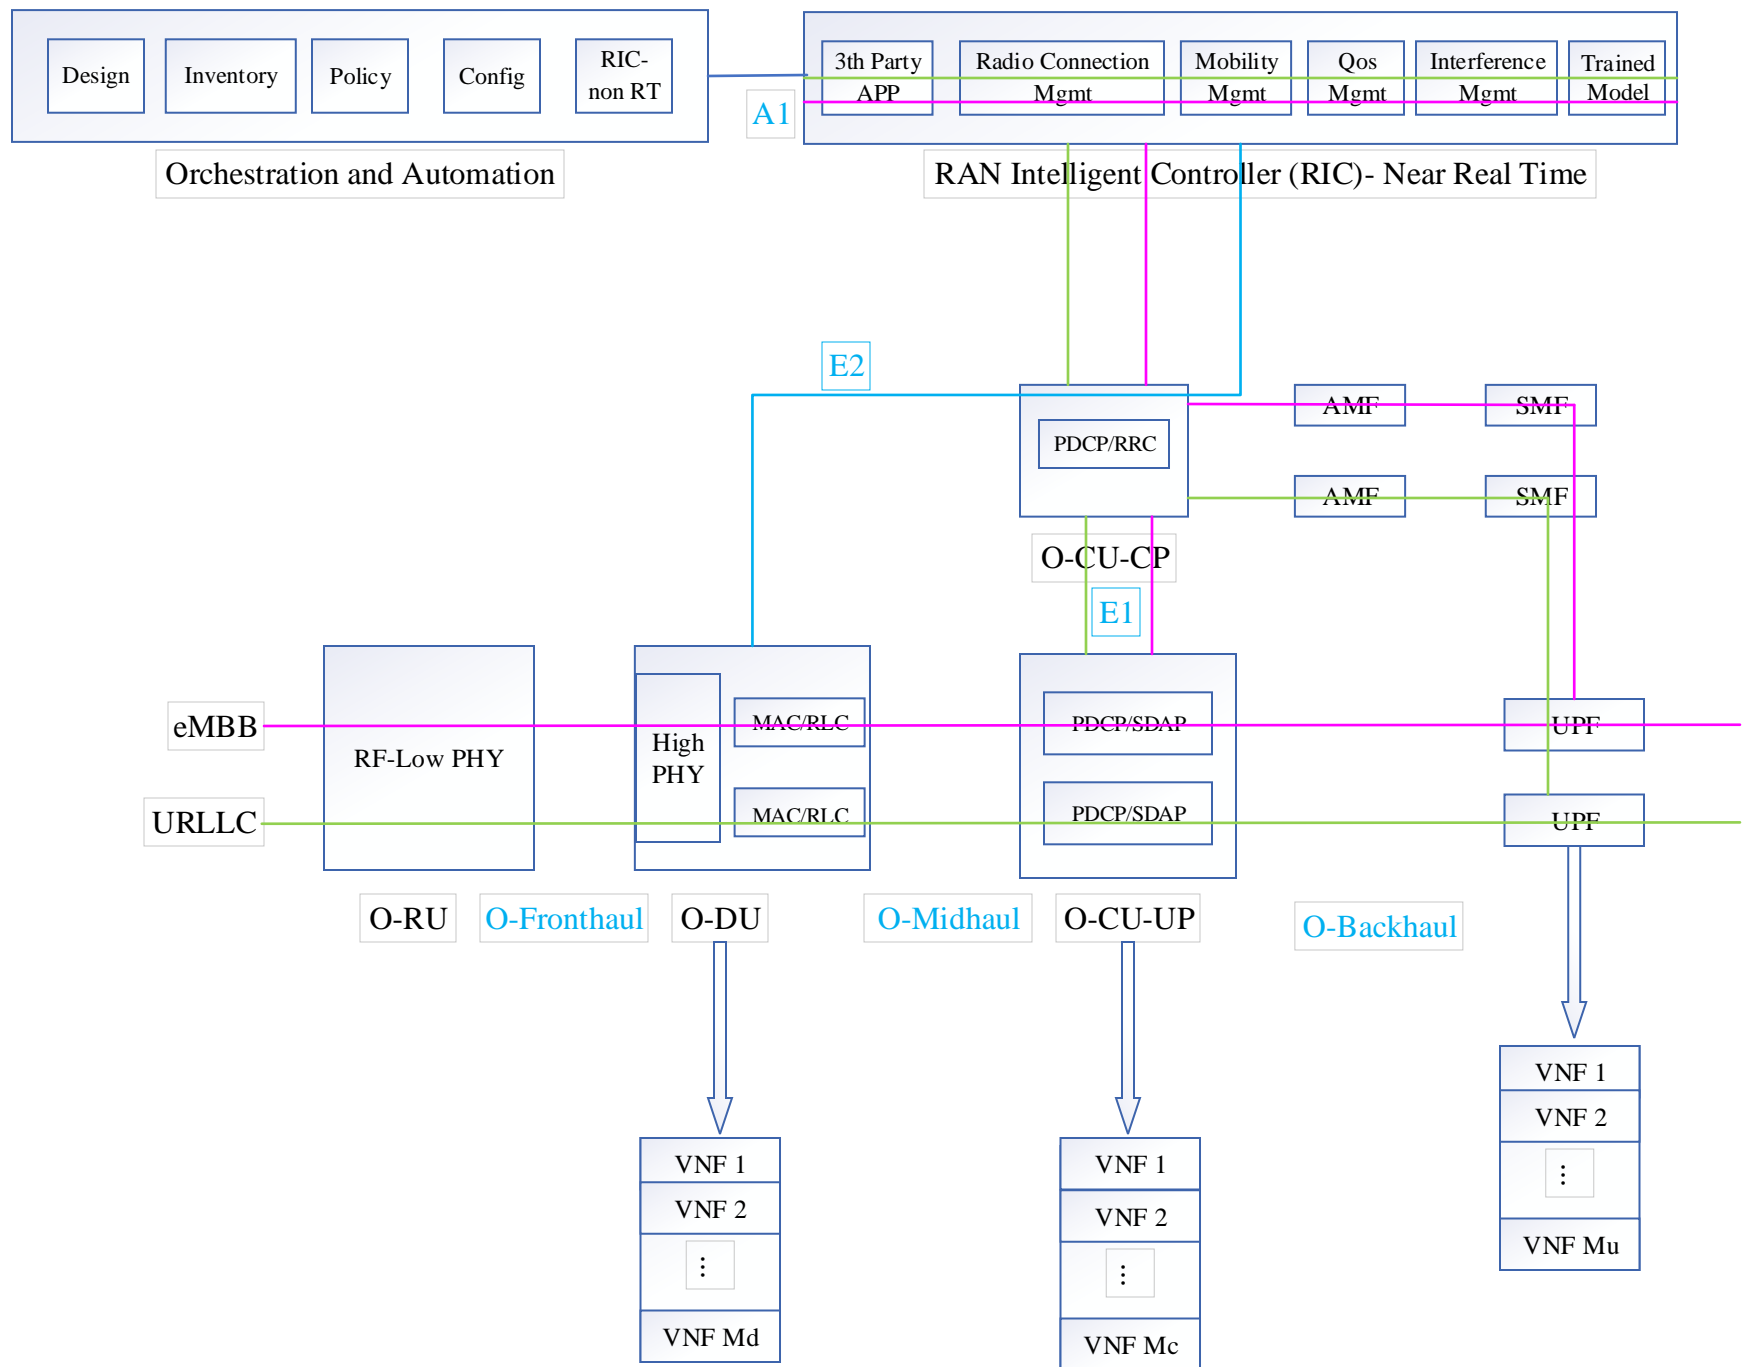 Design
Inventory
Policy
Config
RIC-
non RT
3th Party
APP
Radio Connection
Mgmt
Mobility
Mgmt
Qos
Mgmt
Interference
Mgmt
Trained
Model
A1
Orchestration and Automation
RAN Intelligent Controller (RIC)- Near Real Time
E2
PDCP/RRC
AMF
SMF
AMF
SMF
O-CU-CP
E1
eMBB
URLLC
RF-Low PHY
High
PHY
MAC/RLC
MAC/RLC
PDCP/SDAP
PDCP/SDAP
UPF
UPF
O-RU
O-Fronthaul
O-DU
O-Midhaul
O-CU-UP
O-Backhaul
VNF 1
VNF 2
⋮
VNF Md
VNF 1
VNF 2
⋮
VNF Mc
VNF 1
VNF 2
⋮
VNF Mu